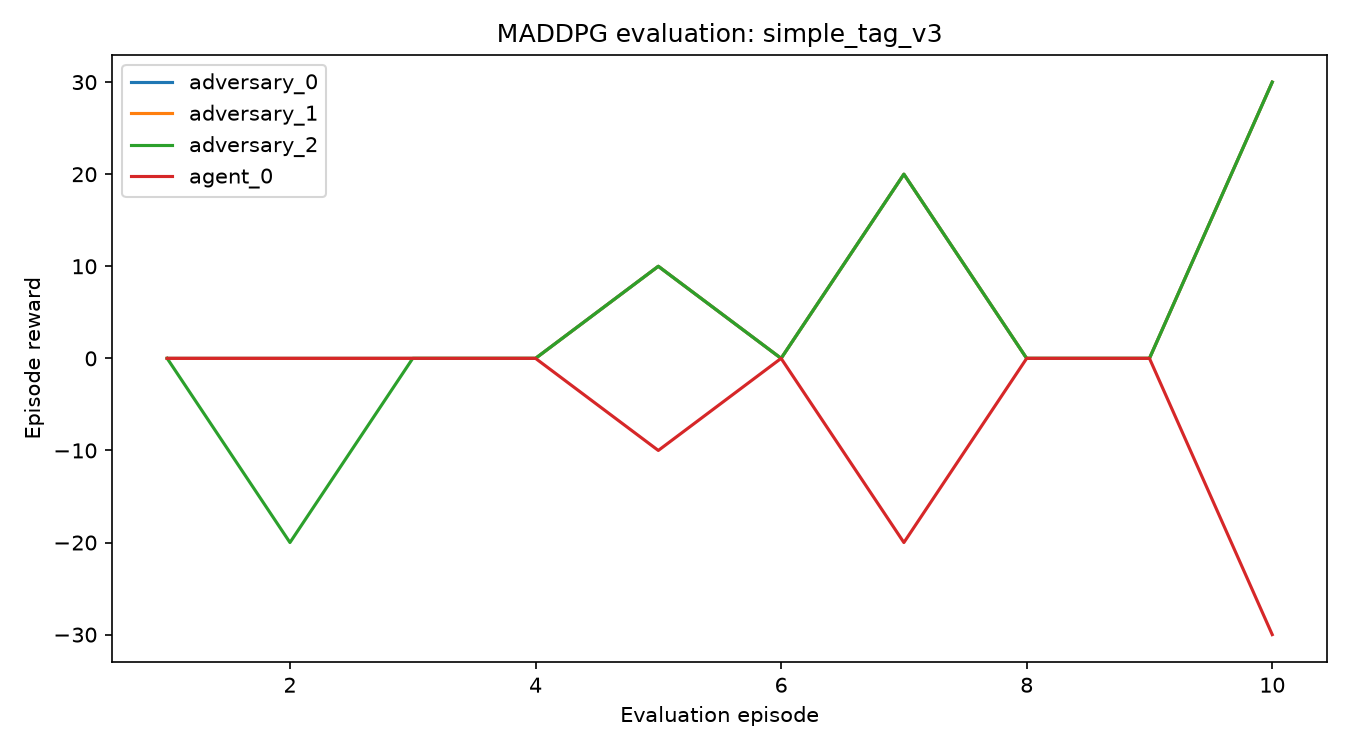 MADDPG evaluation: simple_tag_v3
adversary_0
adversary_1
adversary_2
agent_0
30
20
10
0
−10
−20
−30
Episode reward
2 4 6 8 10
Evaluation episode